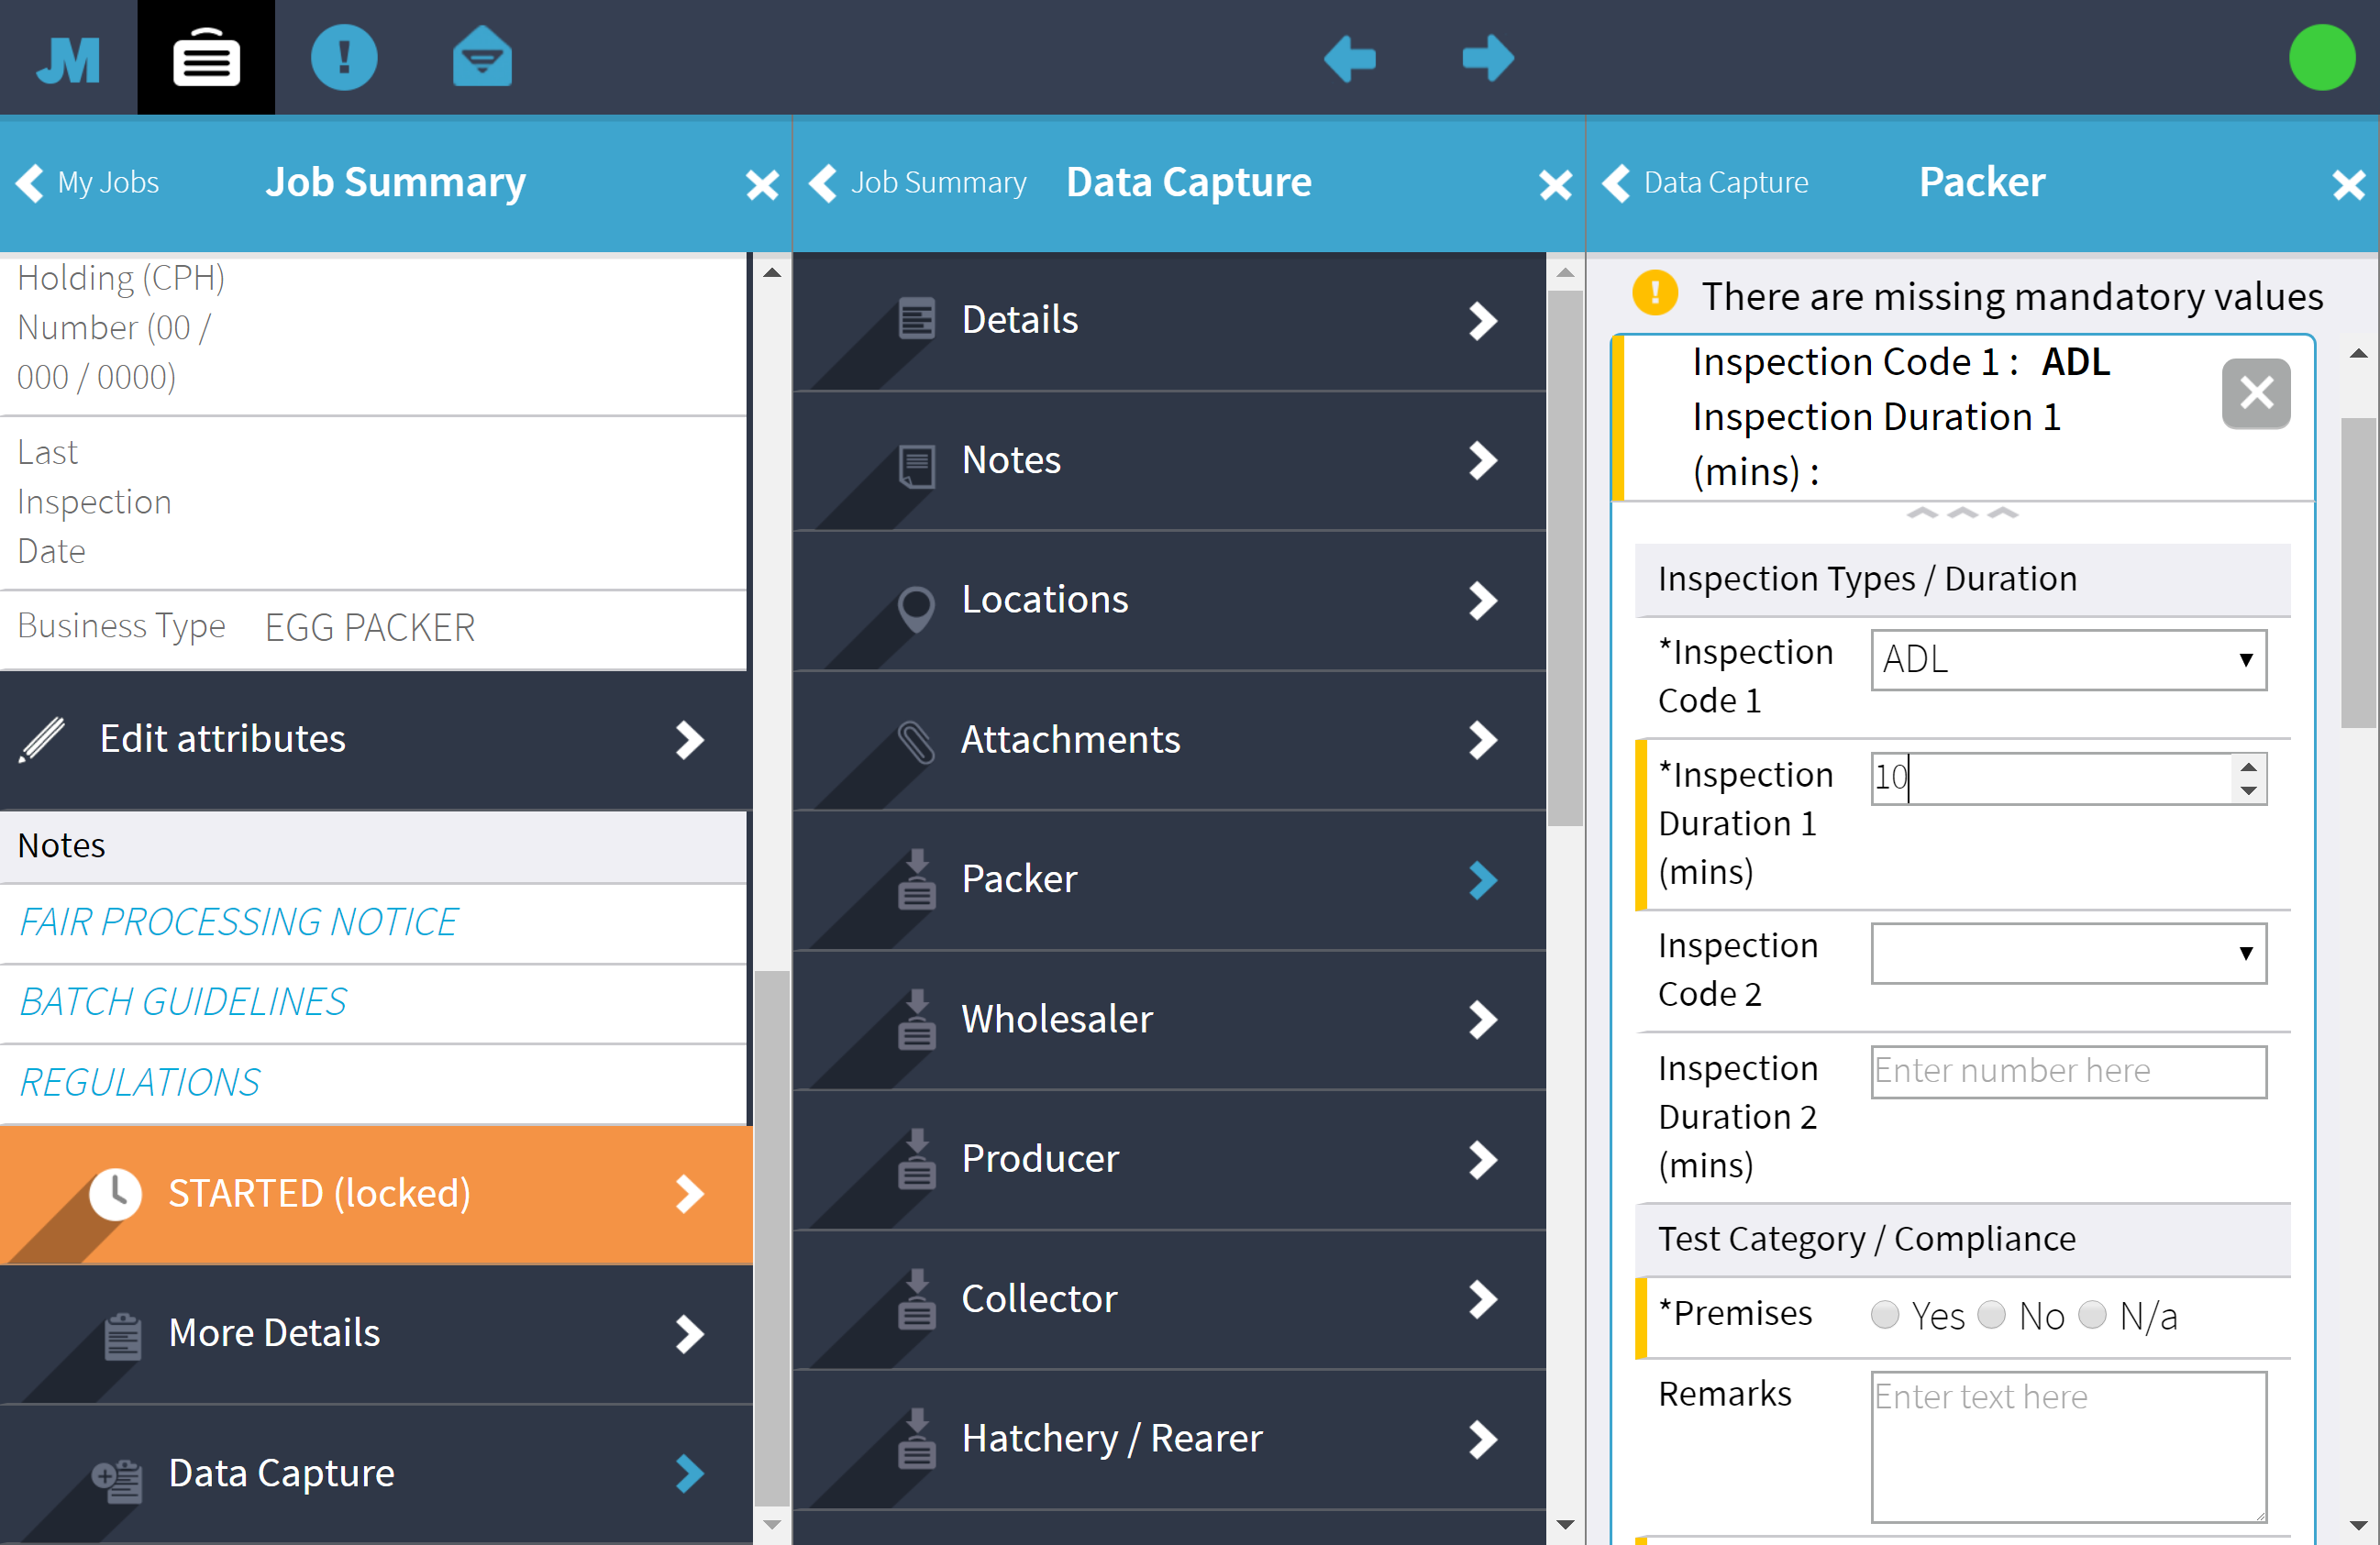 JM
My Jobs
Job Summary
Holding (CPH)
Number (00 /
000 / 0000)
Last
Inspection
Date
Business Type EGG PACKER
Edit attributes
Notes
FAIR PROCESSING NOTICE
BATCH GUIDELINES
REGULATIONS
STARTED (locked)
More Details
Data Capture
Job Summary
Data Capture
Details
Notes
Locations
Attachments
Packer
Wholesaler
Producer
Collector
Hatchery / Rearer
Data Capture
Packer
There are missing mandatory values
Inspection Code 1 : ADL
Inspection Duration 1
(mins) :
Inspection Types / Duration
*Inspection
Code 1
ADL
*Inspection
Duration 1
(mins)
10
Inspection
Code 2
Inspection
Duration 2
(mins)
Enter number here
Test Category / Compliance
*Premises Yes No N/a
Remarks
Enter text here